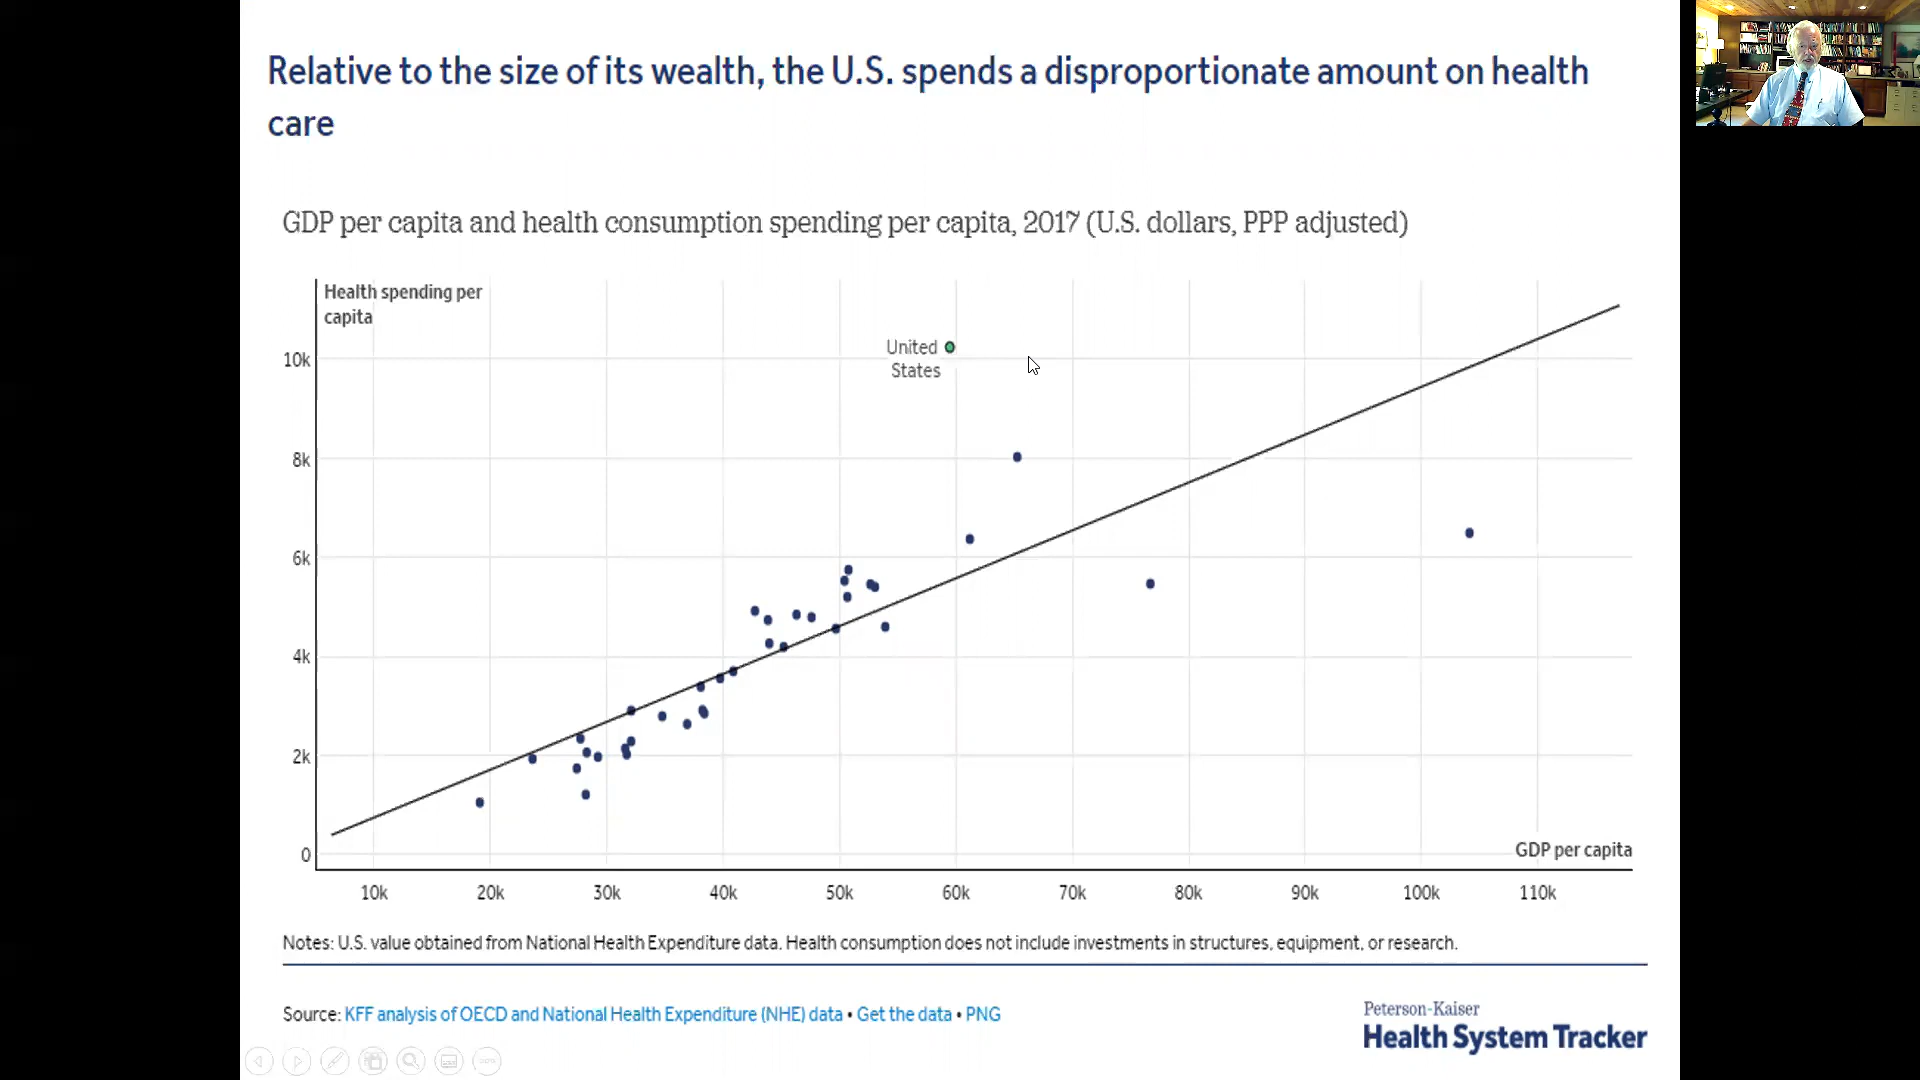 Relative to the size of its wealth, the U.S. spends a disproportionate amount on health
care
GDP per capita and health consumption spending per capita, 2017 (U.S. dollars, PPP adjusted)
Health spending per
capita
United
States
10k
8k
6k
4k
2k
0
GDP per capita
10k 20k 30k 40k 50k 60k 70k 80k 90k 100k 110k
Notes: U.S. value obtained from National Health Expenditure data. Health consumption does not include investments in structures, equipment, or research.
Source: KFF analysis of OECD and National Health Expenditure (NHE) data • Get the data • PNG
Peterson-Kaiser
Health System Tracker